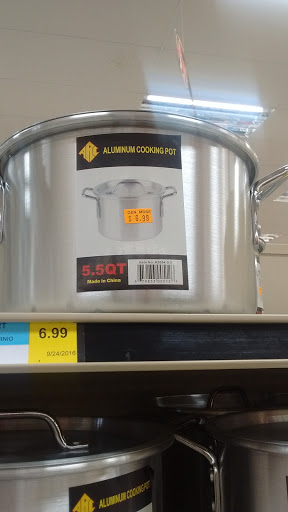 ALUMINUM COOKING POT
$ 6.99
5.5QT
Made in China
6.99
9/24/2016
ALUMINUM COOKING POT